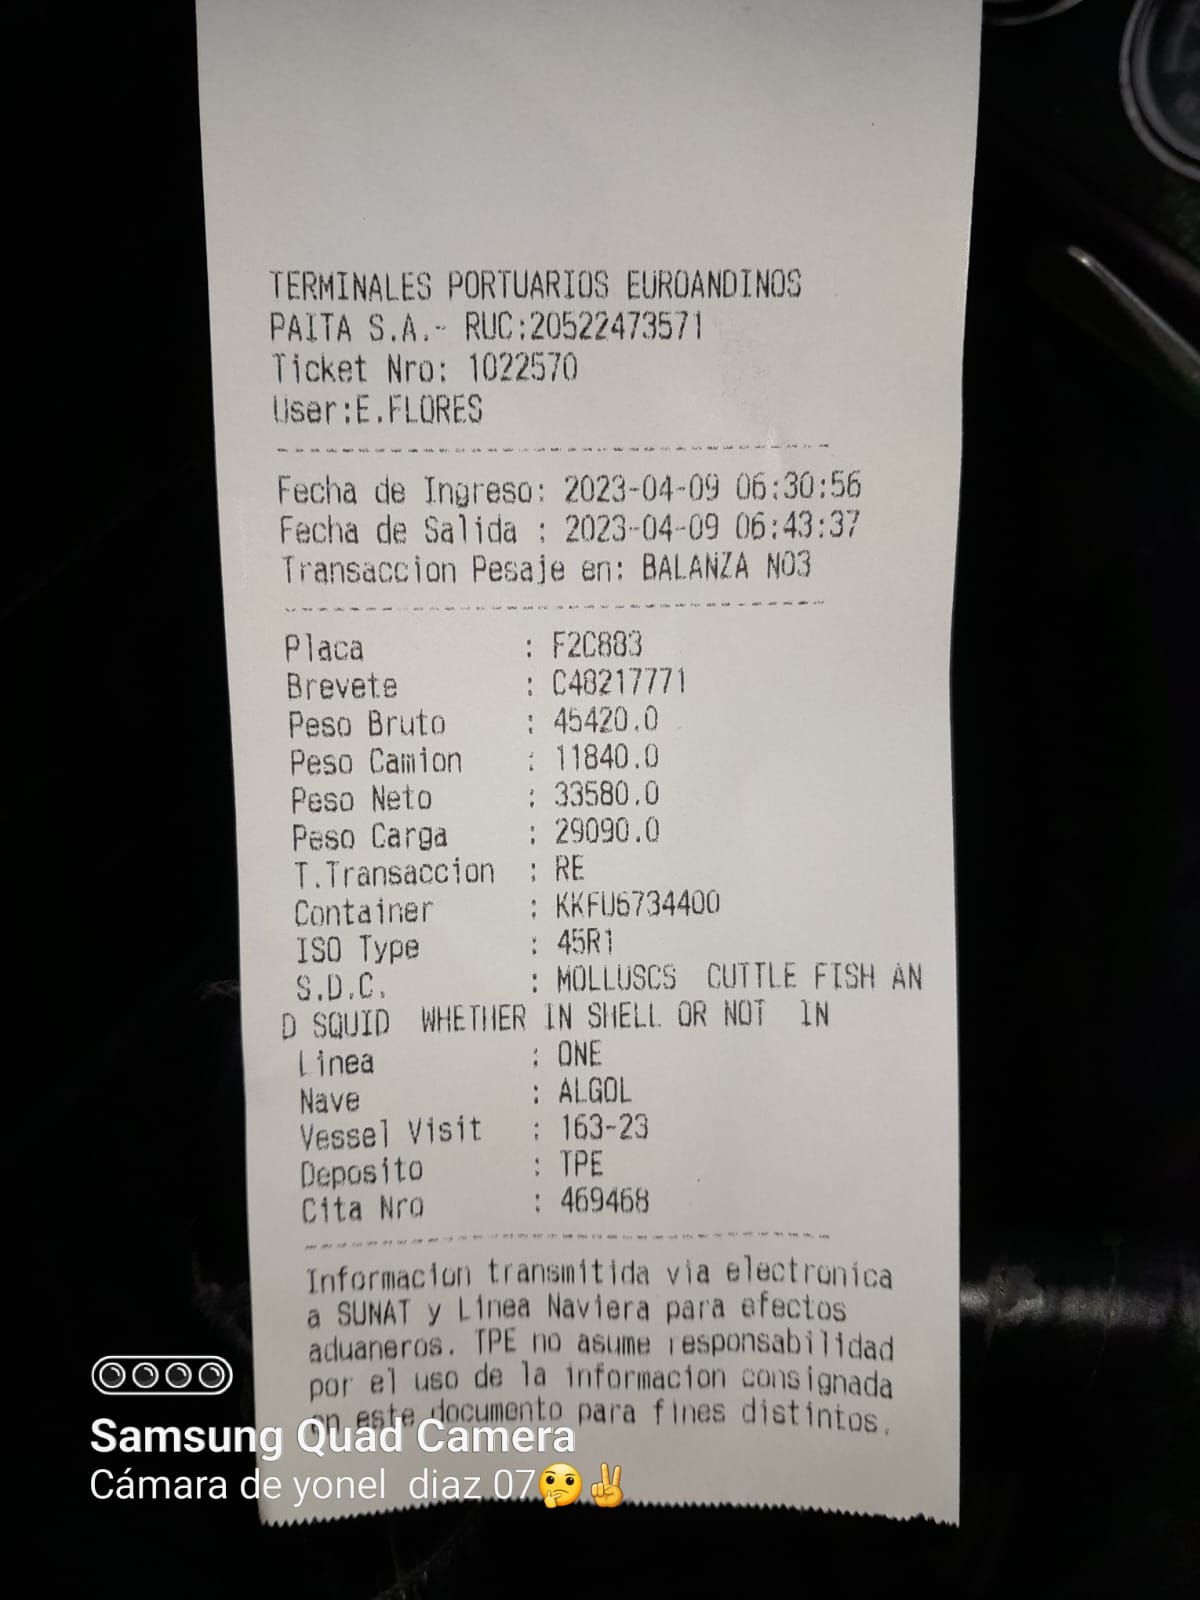 TERMINALES PORTUARIOS EUROANDINOS
PAITA S.A.- RUC:20522473571
Ticket Nro: 1022570
User:E.FLORES
Fecha de Ingreso: 2023-04-09 06:30:56
Fecha de Salida : 2023-04-09 06:43:37
Transaccion Pesaje en: BALANZA NO3
Placa : F2C883
Brevete : C48217771
Peso Bruto : 45420.0
Peso Camion : 11840.0
Peso Neto : 33580.0
Peso Carga : 29090.0
T.Transaccion : RE
Container : KKFU6734400
ISO Type : 45R1
S.D.C. : MOLLUSCS CUTTLE FISH AN
D SQUID WHETHER IN SHELL OR NOT IN
Linea : ONE
Nave : ALGOL
Vessel Visit : 163-23
Deposito : TPE
Cita Nro : 469468
Informacion transmitida via electronica
a SUNAT y Linea Naviera para efectos
aduaneros. TPE no asume responsabilidad
por el uso de la informacion consignada
en este documento para fines distintos.
Samsung Quad Camera
Cámara de yonel diaz 07🤔✌️